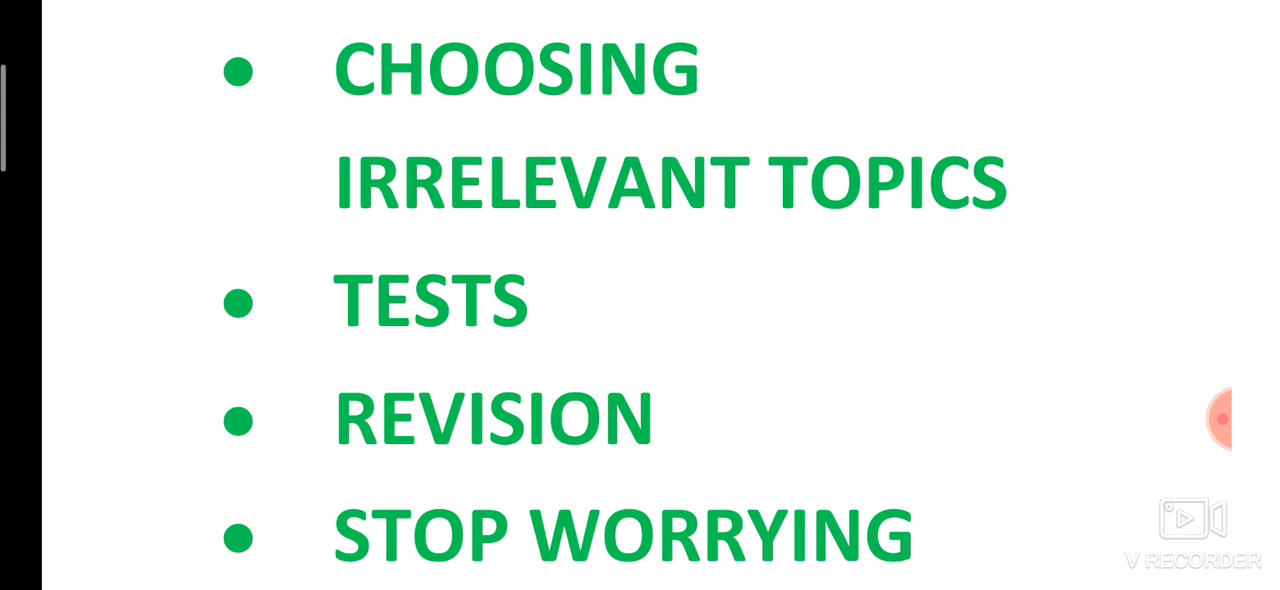 • CHOOSING
IRRELEVANT TOPICS
• TESTS
• REVISION
• STOP WORRYING
V RECORDER